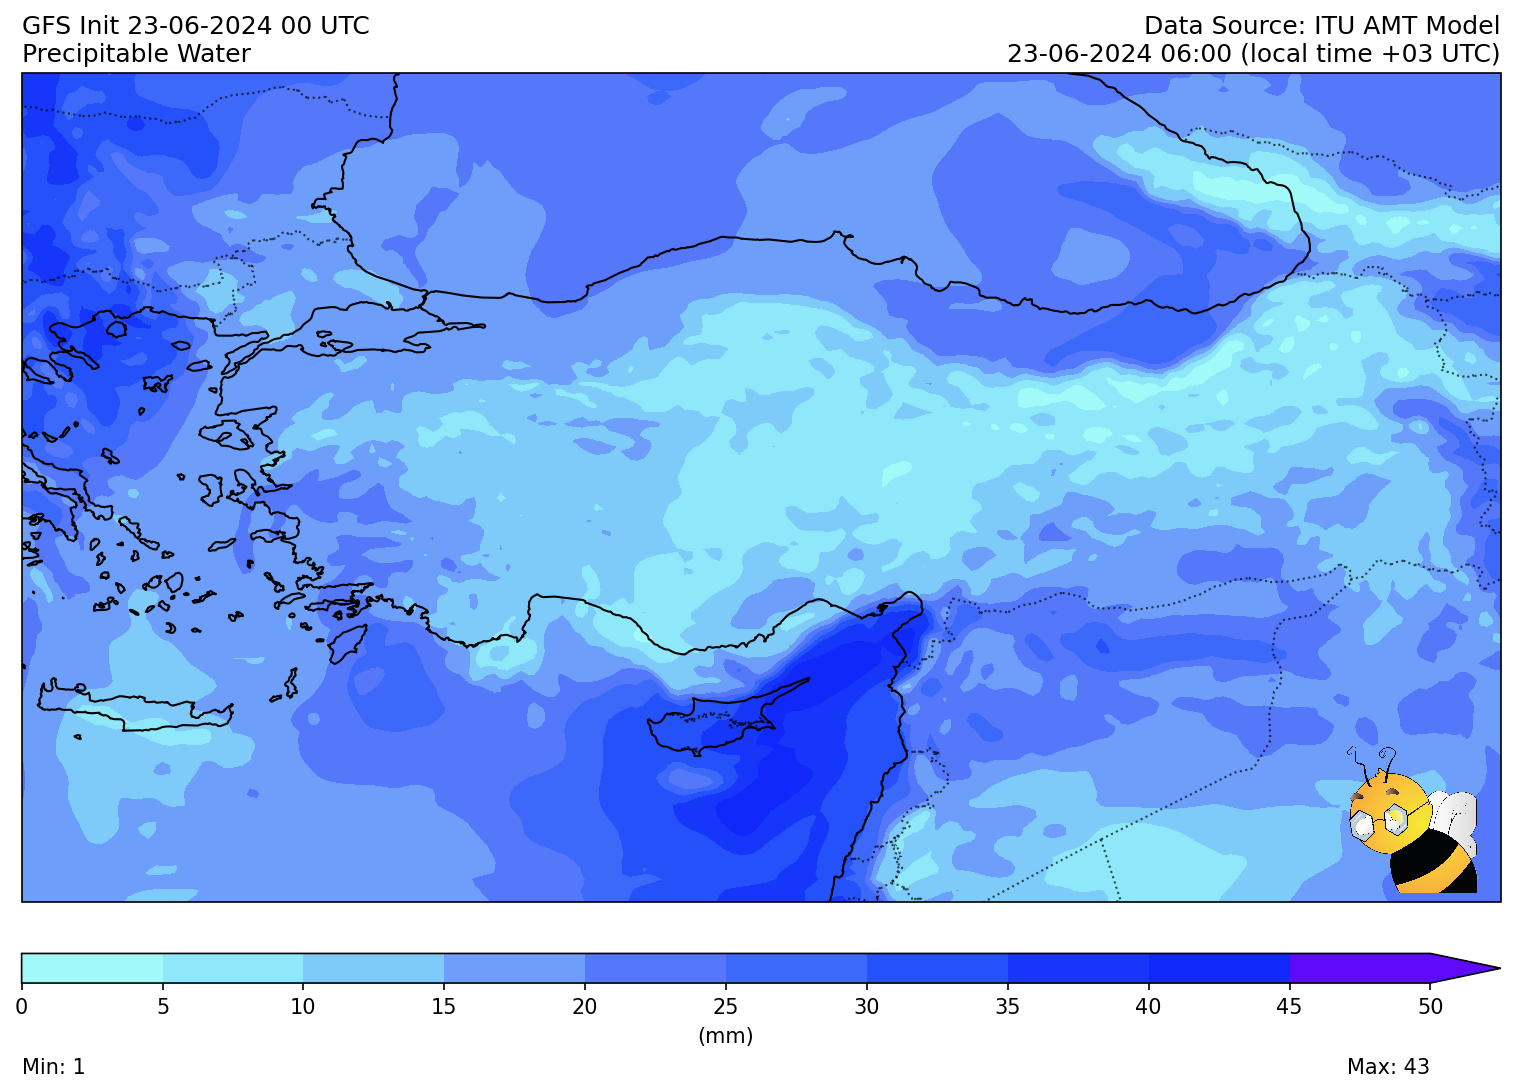 GFS Init 23-06-2024 00 UTC
Data Source: ITU AMT Model
Precipitable Water
23-06-2024 06:00 (local time +03 UTC)
0 5 10 15 20 25 30 35 40 45 50
(mm)
Min: 1
Max: 43